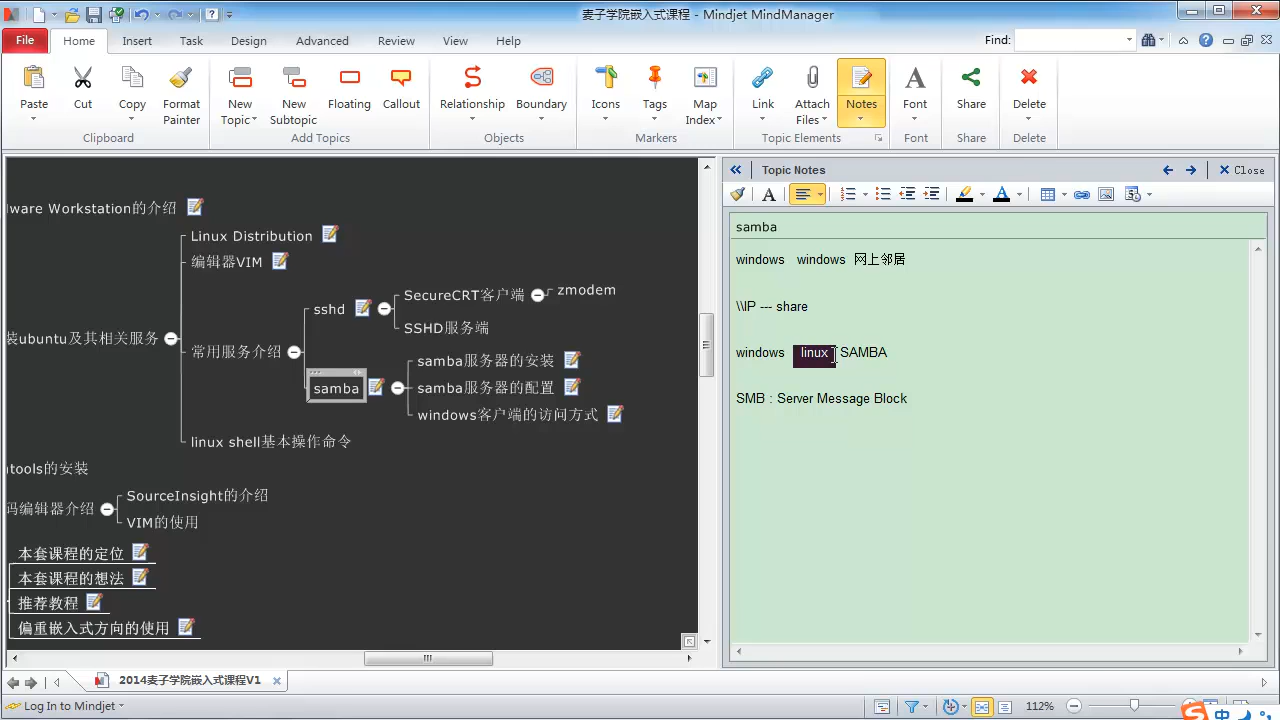 麦子学院嵌入式课程 - Mindjet MindManager
File Home Insert Task Design Advanced Review View Help Find:
Paste Cut Copy Format Painter
Clipboard
New Topic New Subtopic Floating Callout
Add Topics
Relationship Boundary
Objects
Icons Tags Map Index
Markers
Link Attach Files Notes
Topic Elements
Font
Font
Share
Share
Delete
Delete
lware Workstation的介绍
Linux Distribution
编辑器VIM
装ubuntu及其相关服务
常用服务介绍
sshd
SecureCRT客户端
zmodem
SSHD服务端
samba
samba服务器的安装
samba服务器的配置
windows客户端的访问方式
linux shell基本操作命令
tools的安装
码编辑器介绍
SourceInsight的介绍
VIM的使用
本套课程的定位
本套课程的想法
推荐教程
偏重嵌入式方向的使用
Topic Notes Close
samba
windows windows 网上邻居
\\IP --- share
windows linux SAMBA
SMB : Server Message Block
2014麦子学院嵌入式课程V1
Log In to Mindjet
112%
中